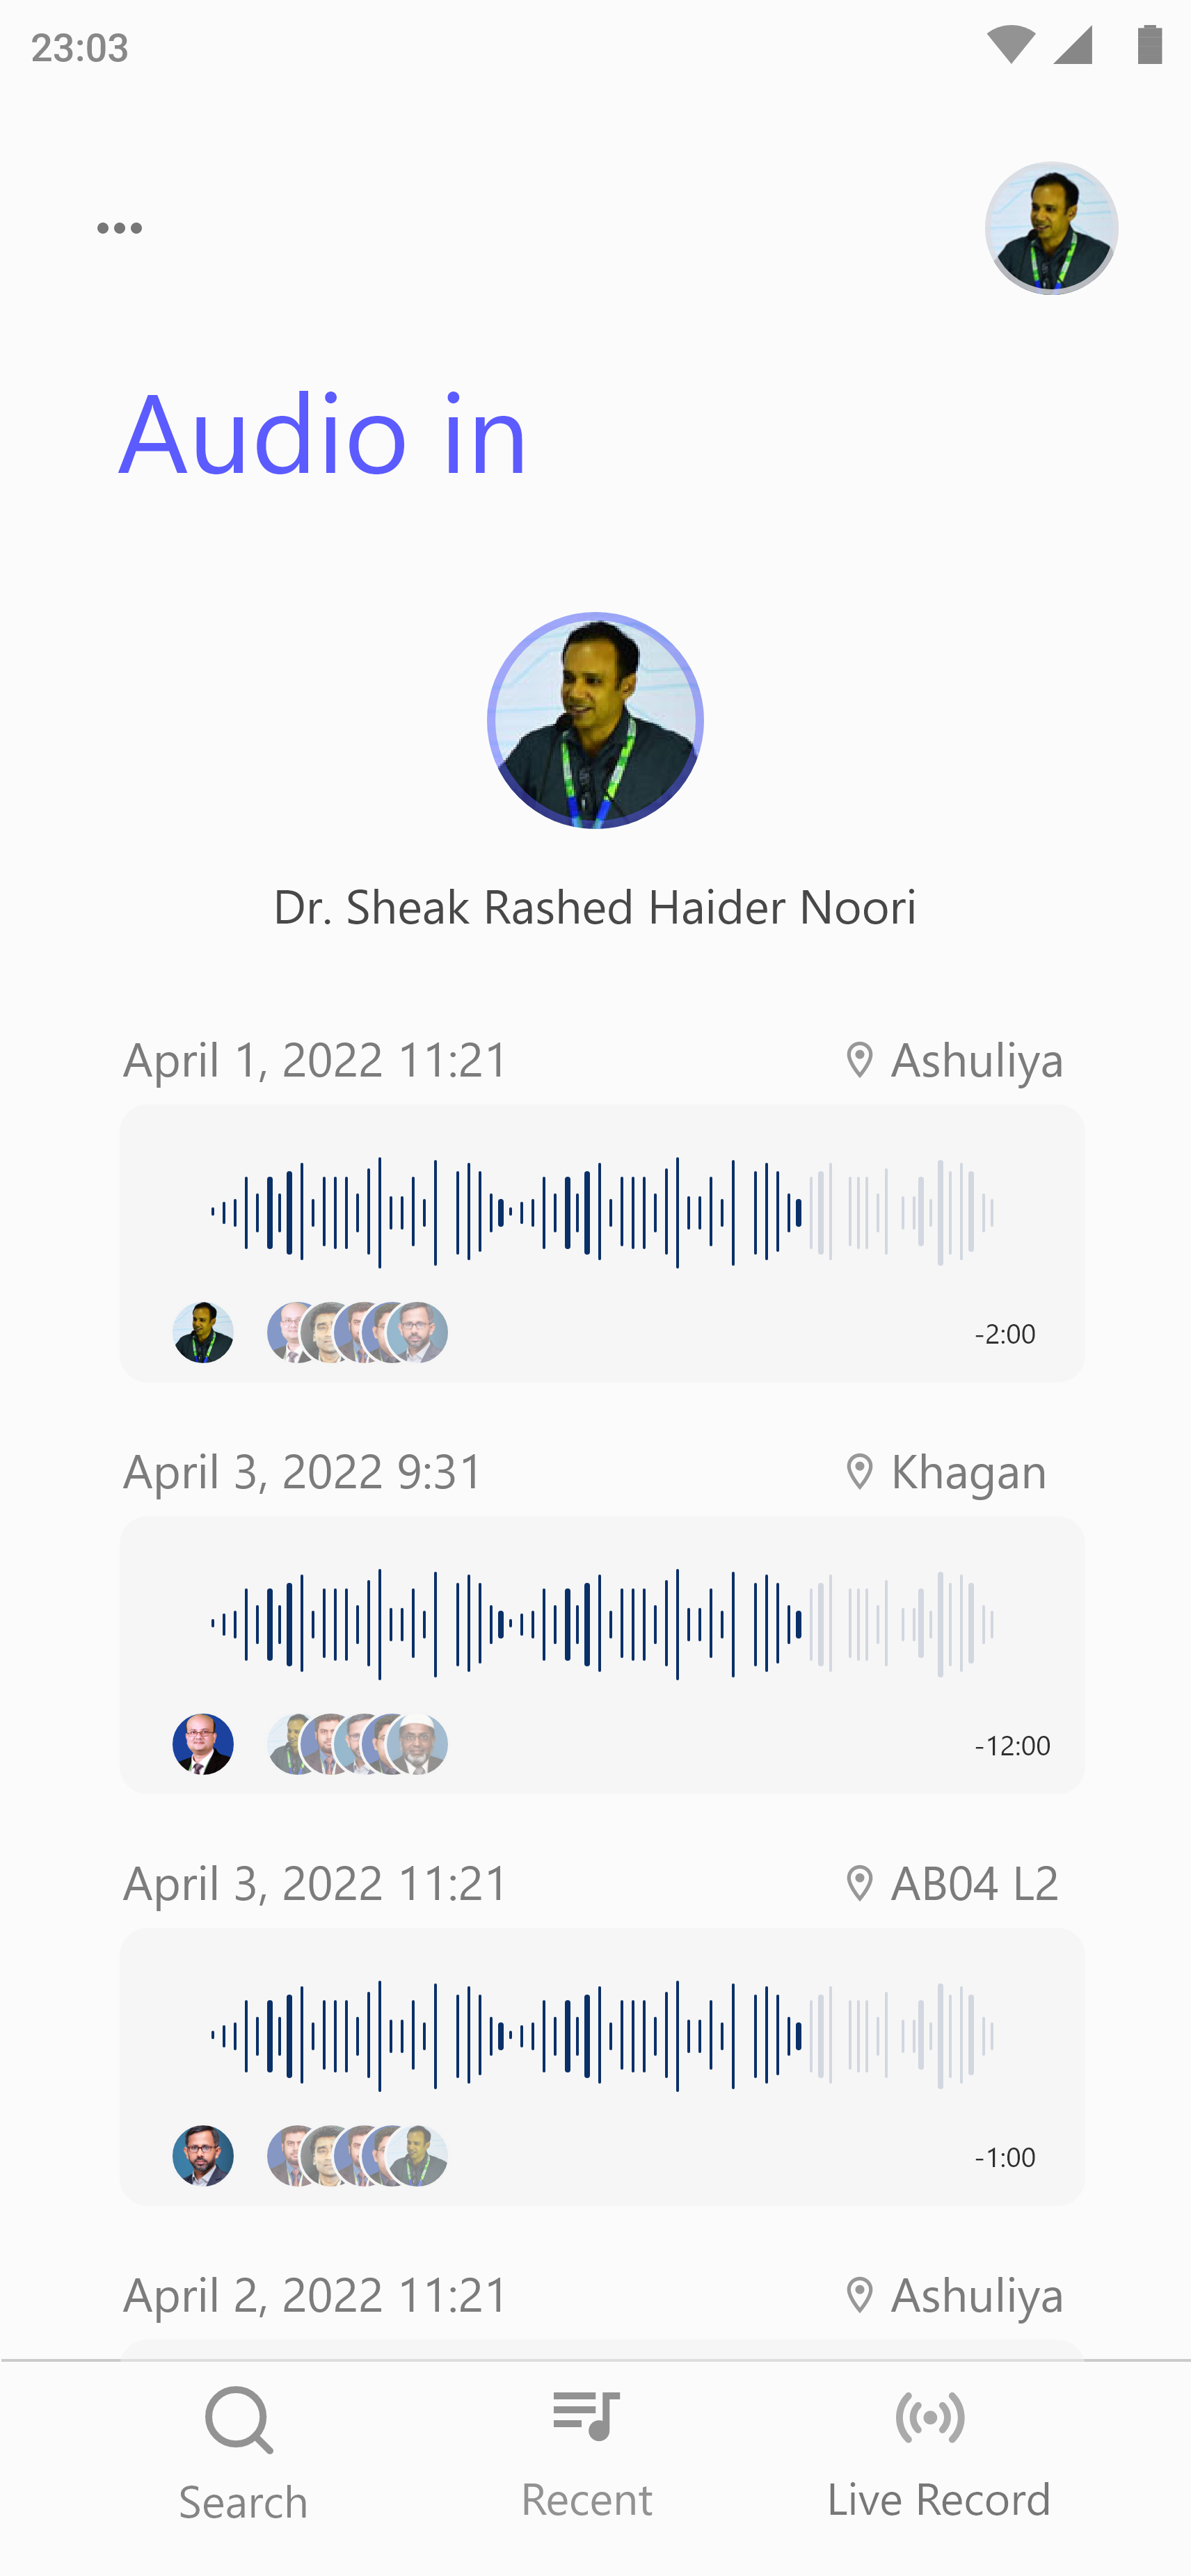 23:03
Audio in
Dr. Sheak Rashed Haider Noori
April 1, 2022 11:21 Ashuliya
-2:00
April 3, 2022 9:31 Khagan
-12:00
April 3, 2022 11:21 AB04 L2
-1:00
April 2, 2022 11:21 Ashuliya
Search Recent Live Record